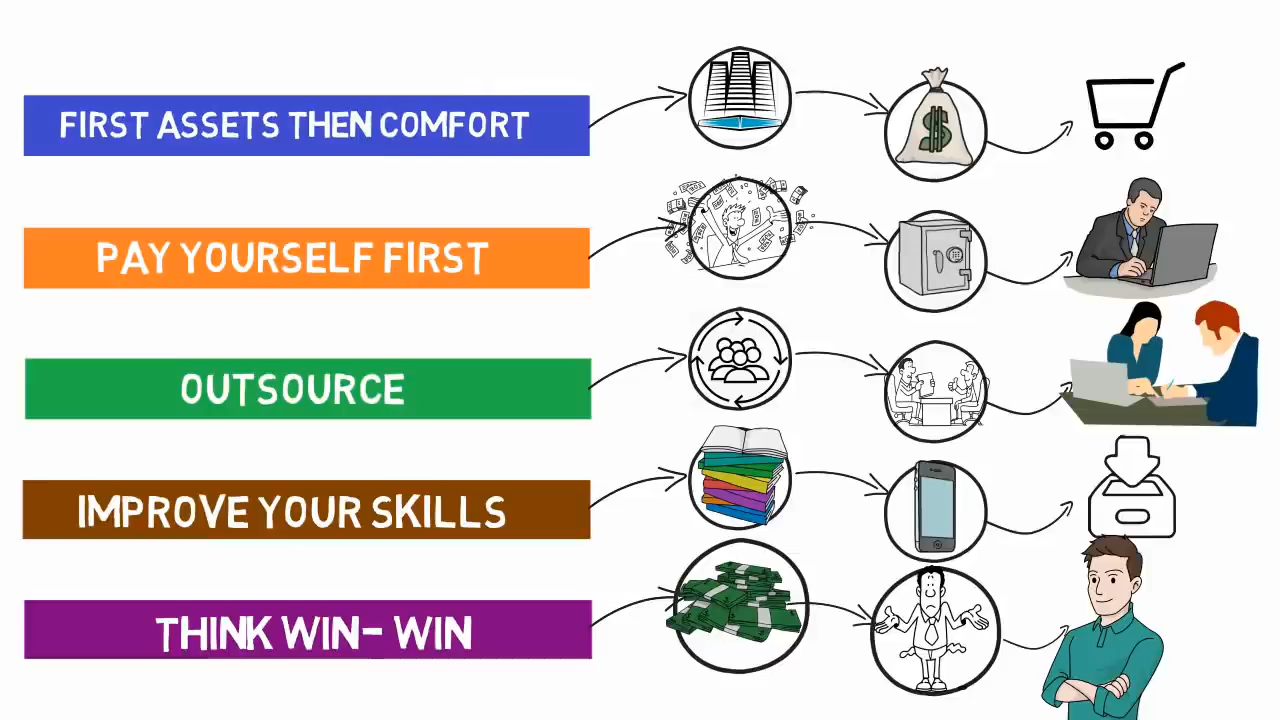 FIRST ASSETS THEN COMFORT
PAY YOURSELF FIRST
OUTSOURCE
IMPROVE YOUR SKILLS
THINK WIN- WIN